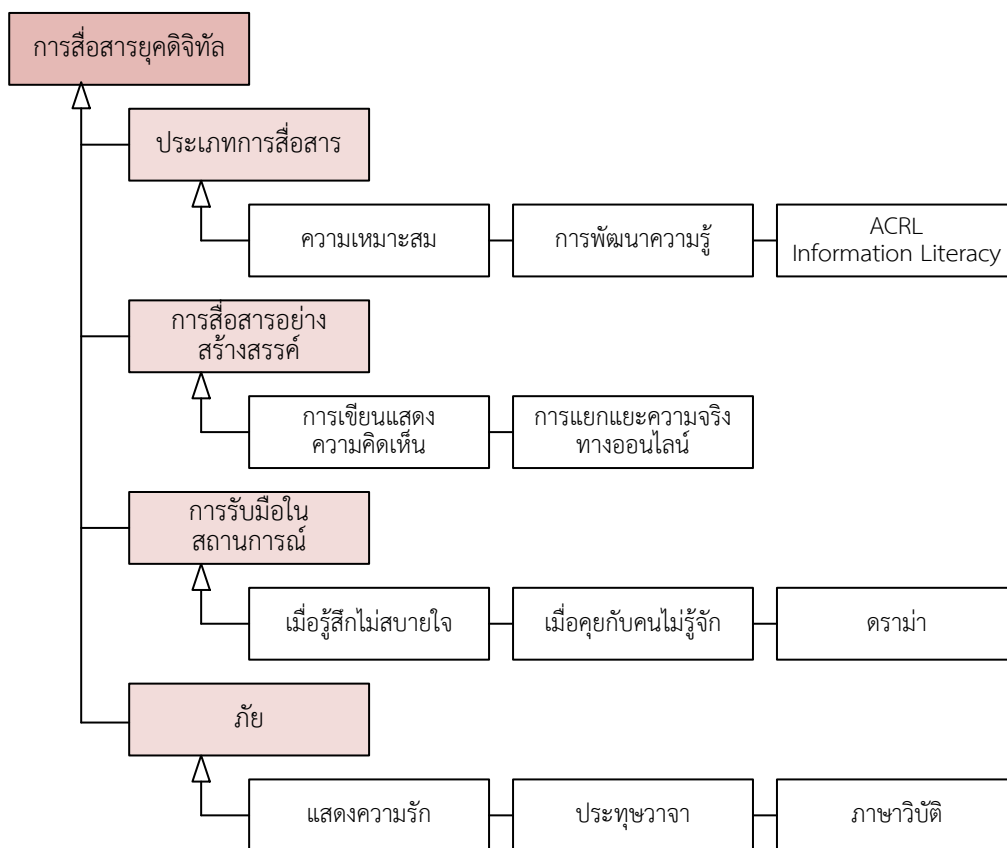 การสื่อสารยุคดิจิทัล
ประเภทการสื่อสาร
ความเหมาะสม
การพัฒนาความรู้
ACRL
Information Literacy
การสื่อสารอย่าง
สร้างสรรค์
การเขียนแสดง
ความคิดเห็น
การแยกแยะความจริง
ทางออนไลน์
การรับมือใน
สถานการณ์
เมื่อรู้สึกไม่สบายใจ
เมื่อคุยกับคนไม่รู้จัก
ดราม่า
ภัย
แสดงความรัก
ประทุษวาจา
ภาษาวิบัติ